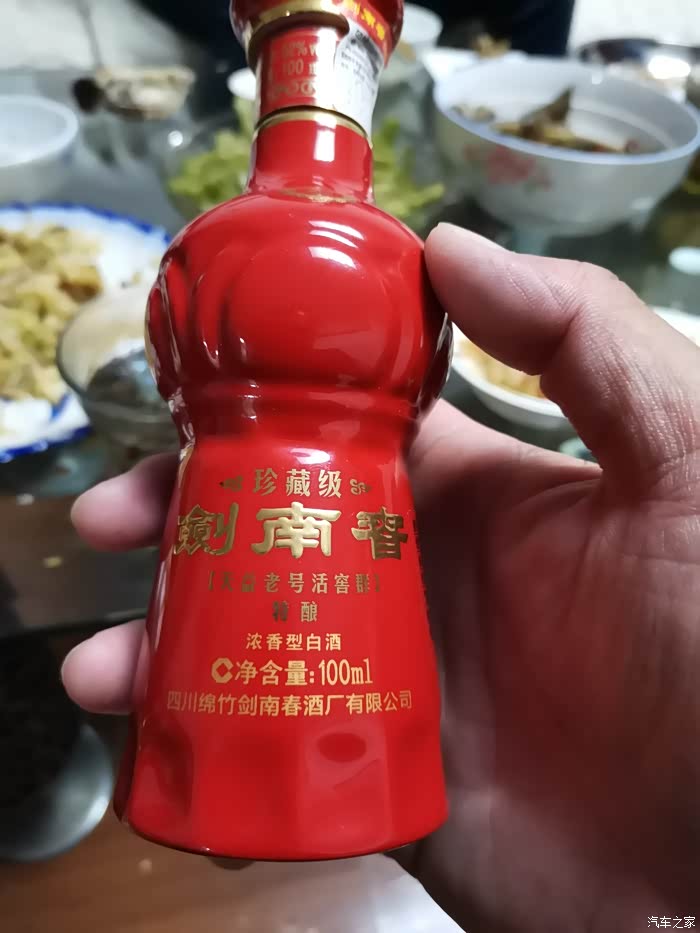 珍藏级
劍南春
【天益老号活窖群】
特酿
浓香型白酒
净含量:100ml
四川绵竹剑南春酒厂有限公司
汽车之家